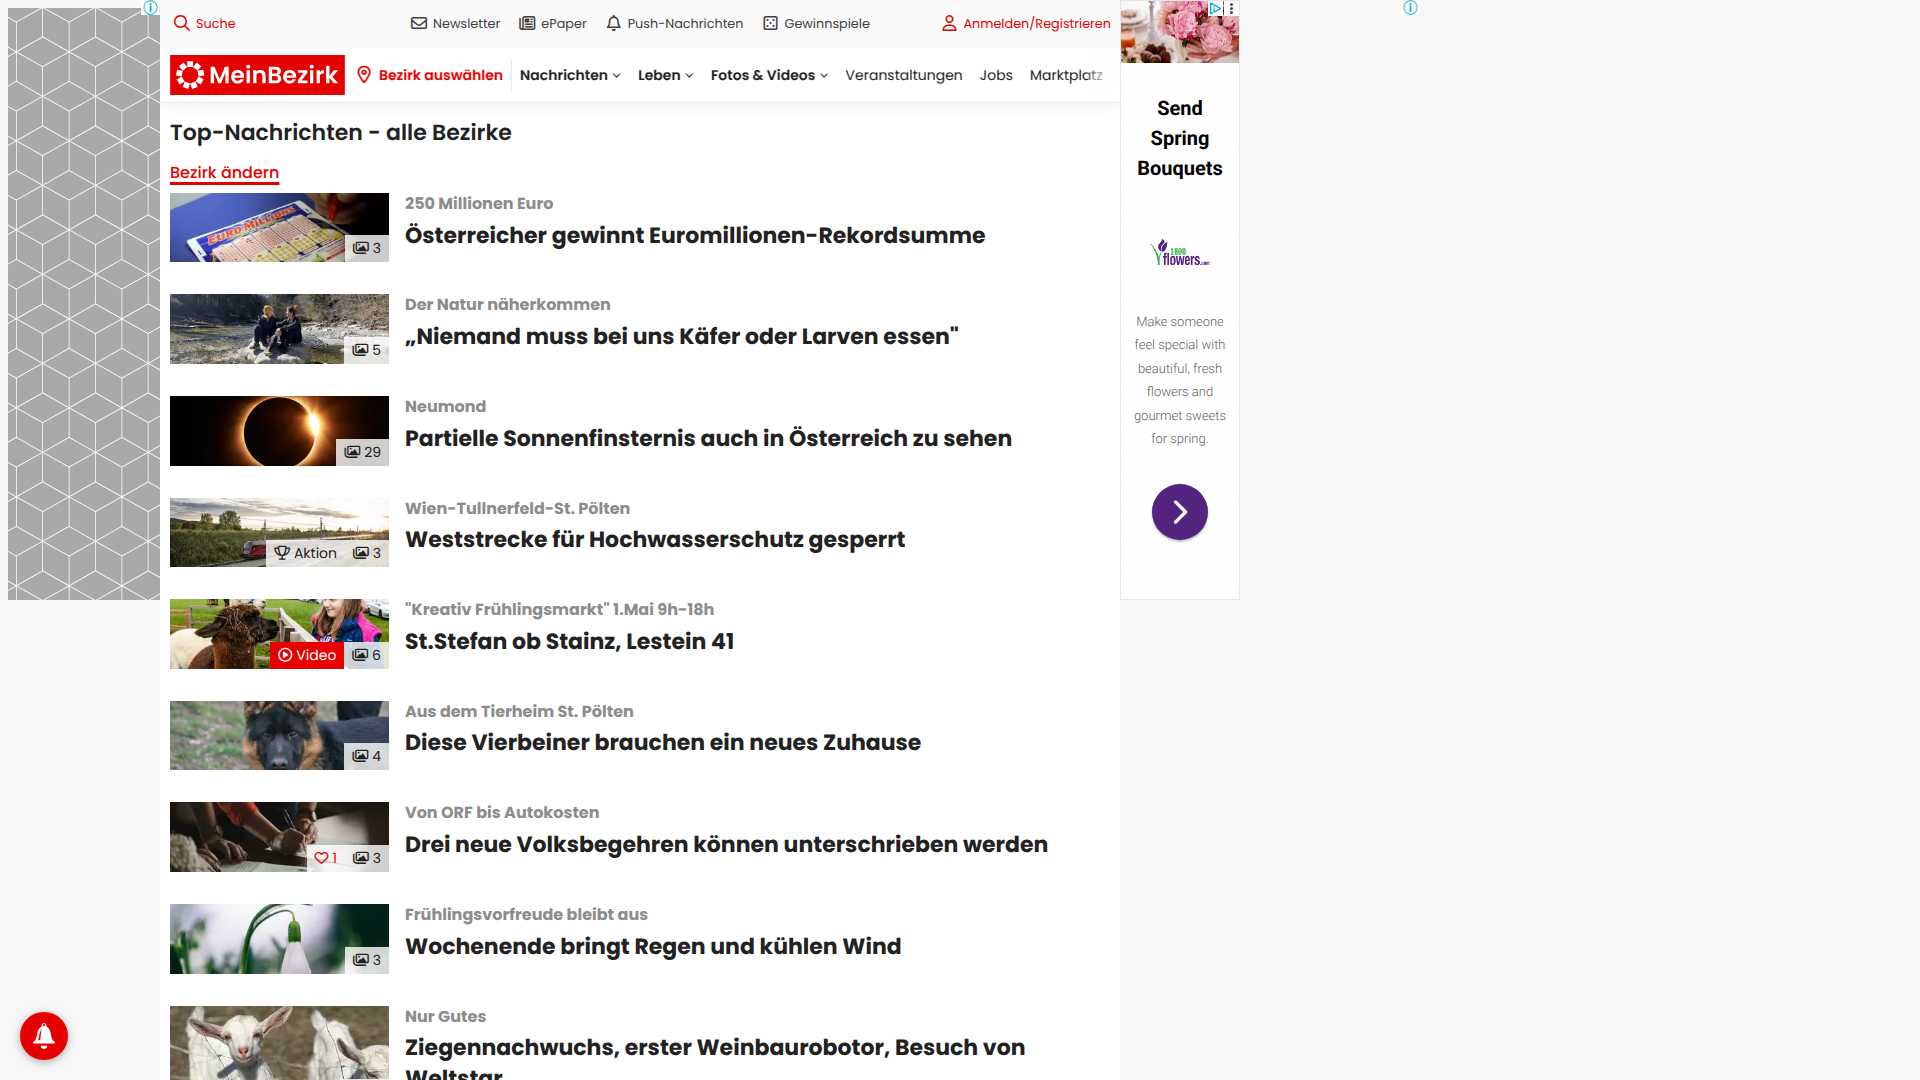 Suche
Newsletter
ePaper
Push-Nachrichten
Gewinnspiele
Anmelden/Registrieren
MeinBezirk
Bezirk auswählen
Nachrichten
Leben
Fotos & Videos
Veranstaltungen
Jobs
Marktplatz
Top-Nachrichten - alle Bezirke
Bezirk ändern
EURO MILLIONS
3
250 Millionen Euro
Österreicher gewinnt Euromillionen-Rekordsumme
5
Der Natur näherkommen
„Niemand muss bei uns Käfer oder Larven essen"
29
Neumond
Partielle Sonnenfinsternis auch in Österreich zu sehen
Aktion
3
Wien-Tullnerfeld-St. Pölten
Weststrecke für Hochwasserschutz gesperrt
Video
6
"Kreativ Frühlingsmarkt" 1.Mai 9h-18h
St.Stefan ob Stainz, Lestein 41
4
Aus dem Tierheim St. Pölten
Diese Vierbeiner brauchen ein neues Zuhause
1
3
Von ORF bis Autokosten
Drei neue Volksbegehren können unterschrieben werden
3
Frühlingsvorfreude bleibt aus
Wochenende bringt Regen und kühlen Wind
Nur Gutes
Ziegennachwuchs, erster Weinbaurobotor, Besuch von
Weltstar
Send
Spring
Bouquets
1800
flowers.com
Make someone
feel special with
beautiful, fresh
flowers and
gourmet sweets
for spring.